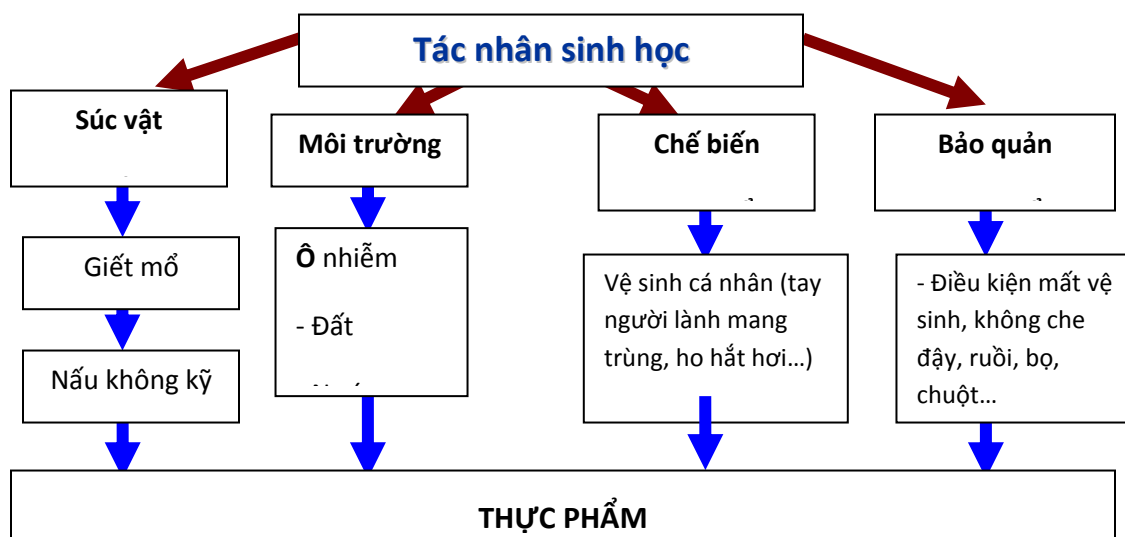 Tác nhân sinh học
Súc vật
Môi trường
Chế biến
Bảo quản
Giết mổ
Nấu không kỹ
Ô nhiễm
- Đất
Vệ sinh cá nhân (tay
người lành mang
trùng, ho hắt hơi...)
- Điều kiện mất vệ
sinh, không che
đậy, ruồi, bọ,
chuột...
THỰC PHẨM